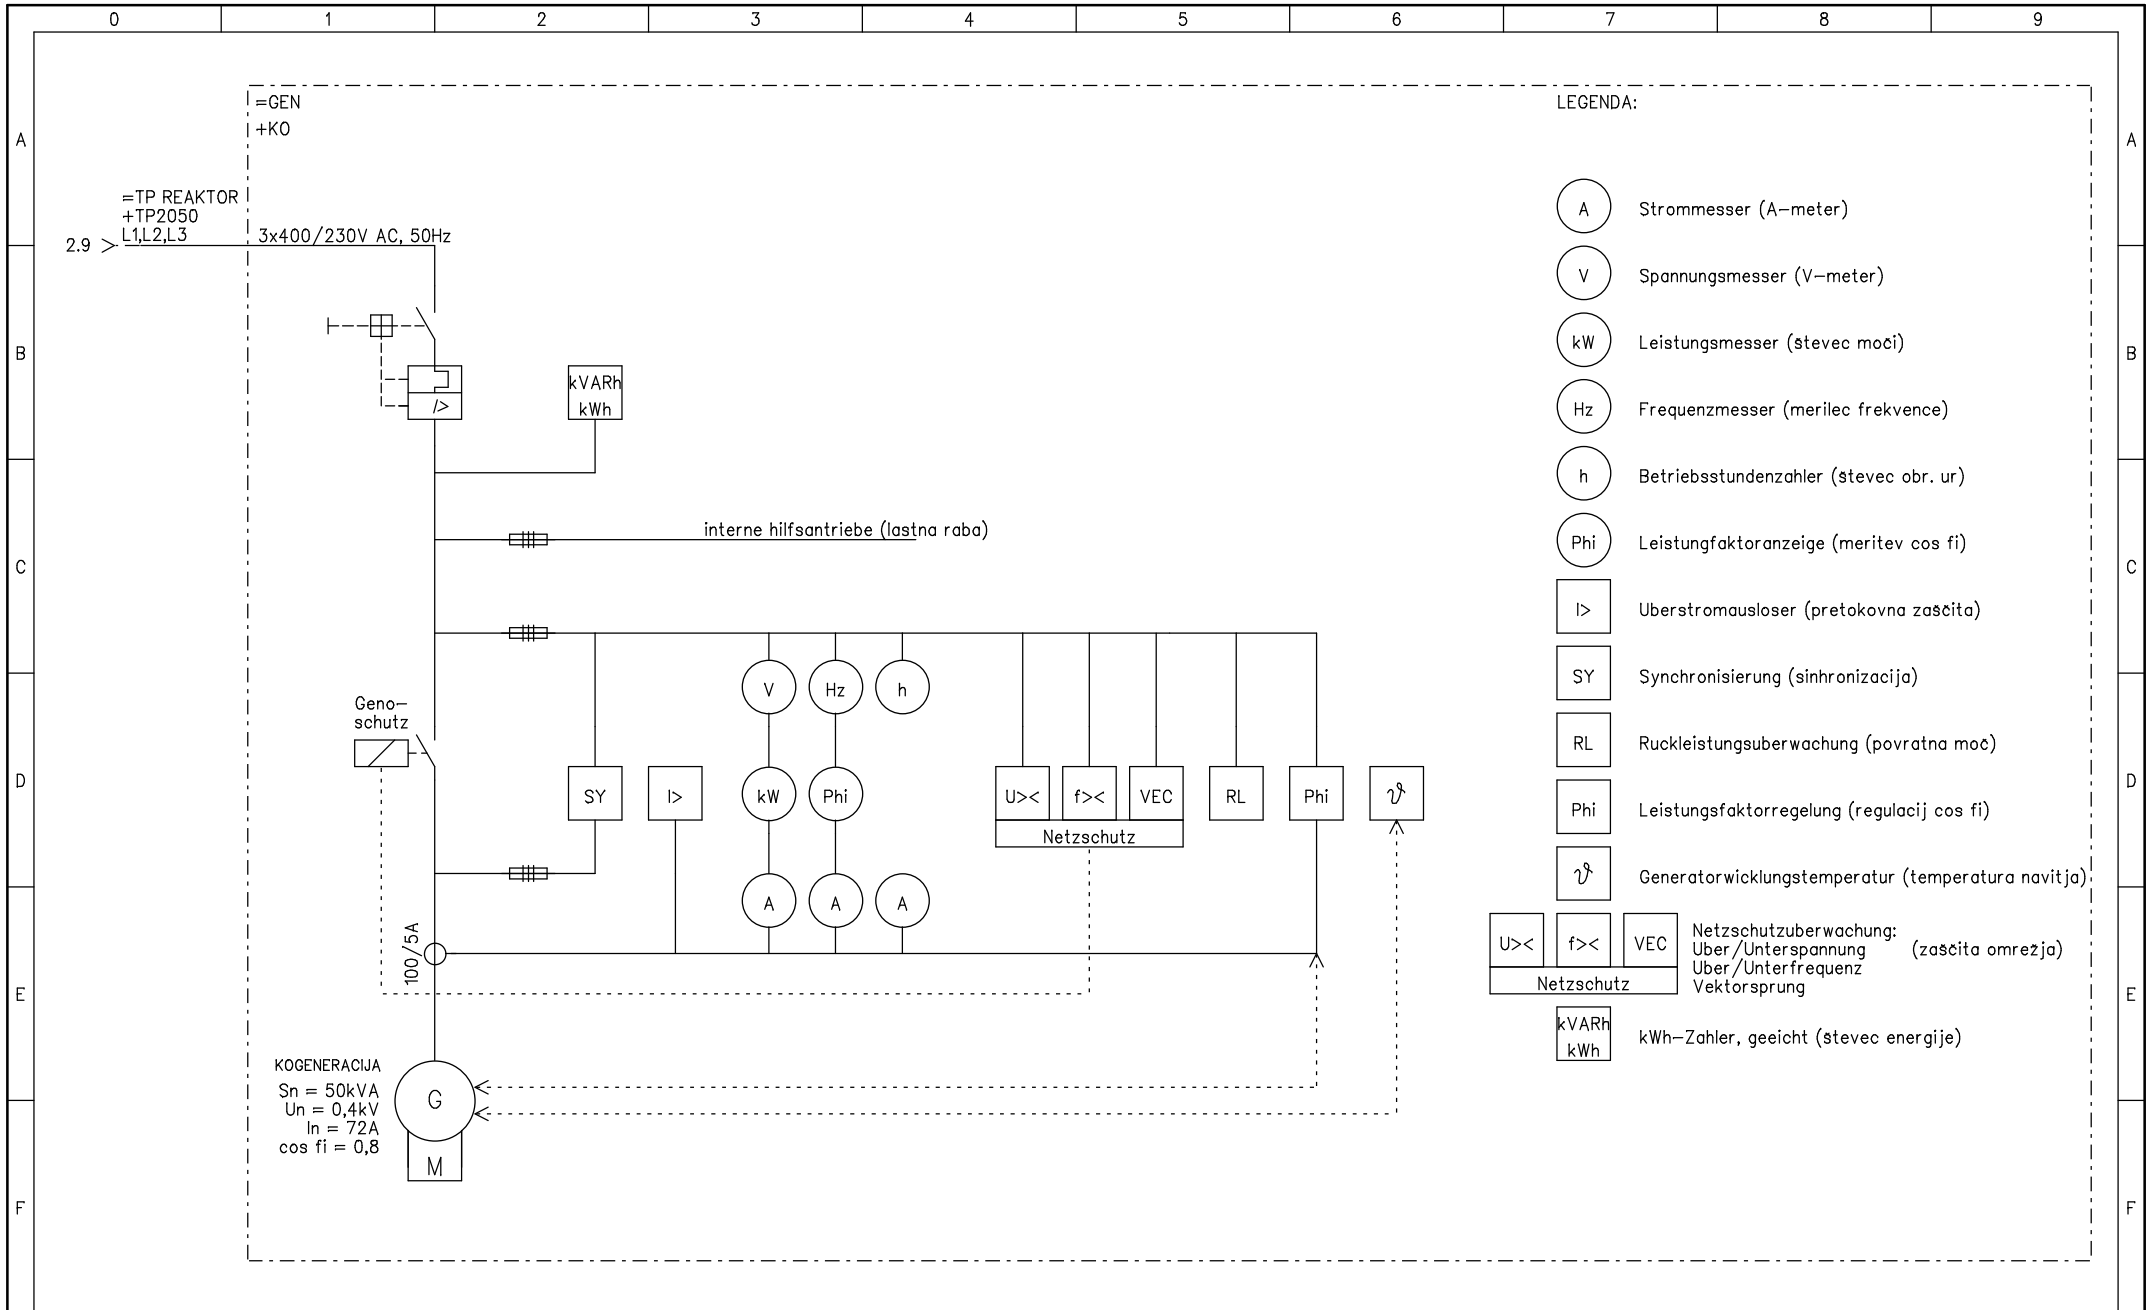 0 1 2 3 4 5 6 7 8 9
=GEN
+KO
LEGENDA:
A A
=TP REAKTOR
+TP2050
L1,L2,L3
2.9
3x400/230V AC, 50Hz
A Strommesser (A-meter)
V Spannungsmesser (V-meter)
kW Leistungsmesser (števec moči)
B B
I>
kVARh
kWh
Hz Frequenzmesser (merilec frekvence)
h Betriebsstundenzahler (števec obr. ur)
interne hilfsantriebe (lastna raba)
Phi Leistungfaktoranzeige (meritev cos fi)
C C
I> Uberstromausloser (pretokovna zaščita)
V Hz h
SY Synchronisierung (sinhronizacija)
Geno-
schutz
RL Ruckleistungsuberwachung (povratna moč)
D D
SY I> kW Phi U>< f>< VEC RL Phi ϑ
Netzschutz
Phi Leistungsfaktorregelung (regulacij cos fi)
ϑ Generatorwicklungstemperatur (temperatura navitja)
A A A
100/5A
U>< f>< VEC
Netzschutz
Netzschutzuberwachung:
Uber/Unterspannung (zaščita omrežja)
Uber/Unterfrequenz
Vektorsprung
E E
kVARh
kWh
kWh-Zahler, geeicht (števec energije)
KOGENERACIJA
Sn = 50kVA
Un = 0,4kV
In = 72A
cos fi = 0,8
G
M
F F